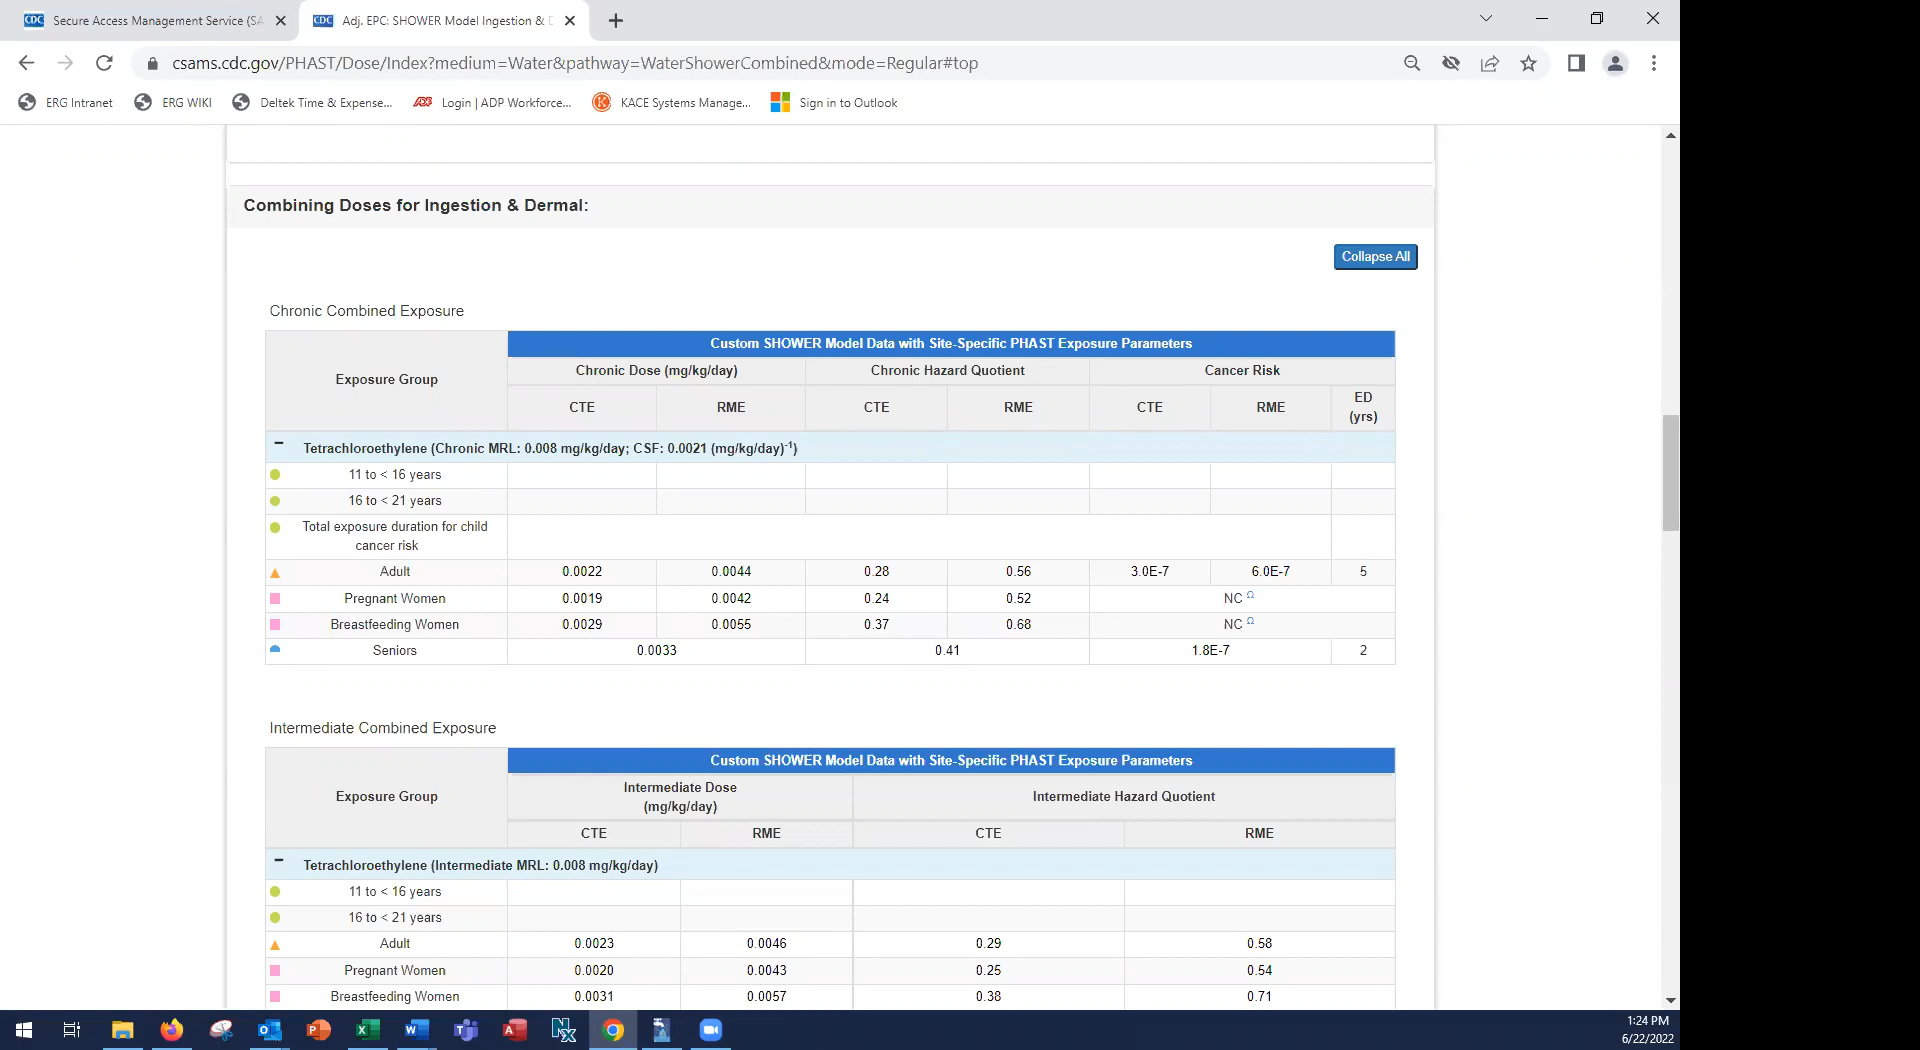 Secure Access Management Service (SA
Adj. EPC: SHOWER Model Ingestion &
csams.cdc.gov/PHAST/Dose/Index?medium=Water&pathway=WaterShowerCombined&mode=Regular#top
ERG Intranet
ERG WIKI
Deltek Time & Expense...
Login | ADP Workforce...
KACE Systems Manage...
Sign in to Outlook
Combining Doses for Ingestion & Dermal:
Collapse All
Chronic Combined Exposure
Custom SHOWER Model Data with Site-Specific PHAST Exposure Parameters
Exposure Group
Chronic Dose (mg/kg/day)
Chronic Hazard Quotient
Cancer Risk
CTE RME CTE RME CTE RME ED (yrs)
Tetrachloroethylene (Chronic MRL: 0.008 mg/kg/day; CSF: 0.0021 (mg/kg/day)⁻¹)
11 to < 16 years
16 to < 21 years
Total exposure duration for child
cancer risk
Adult 0.0022 0.0044 0.28 0.56 3.0E-7 6.0E-7 5
Pregnant Women 0.0019 0.0042 0.24 0.52 NC Ω
Breastfeeding Women 0.0029 0.0055 0.37 0.68 NC Ω
Seniors 0.0033 0.41 1.8E-7 2
Intermediate Combined Exposure
Custom SHOWER Model Data with Site-Specific PHAST Exposure Parameters
Exposure Group
Intermediate Dose
(mg/kg/day)
Intermediate Hazard Quotient
CTE RME CTE RME
Tetrachloroethylene (Intermediate MRL: 0.008 mg/kg/day)
11 to < 16 years
16 to < 21 years
Adult 0.0023 0.0046 0.29 0.58
Pregnant Women 0.0020 0.0043 0.25 0.54
Breastfeeding Women 0.0031 0.0057 0.38 0.71
1:24 PM
6/22/2022